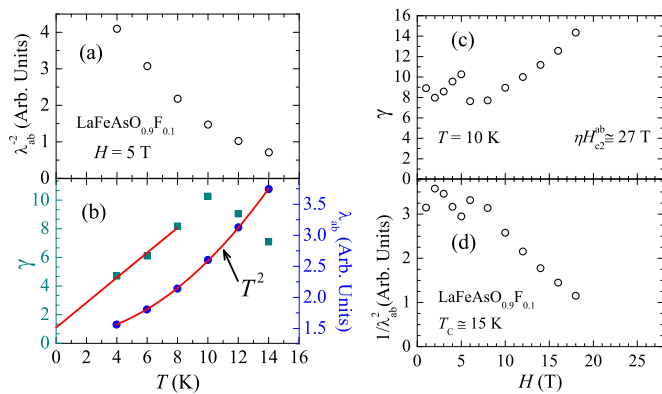 (a)
λab-2 (Arb. Units)
4
3
2
1
0
LaFeAsO0.9F0.1
H = 5 T
(b)
γ
10
8
6
4
2
0
T2
λab (Arb. Units)
3.5
3.0
2.5
2.0
1.5
0 2 4 6 8 10 12 14 16
T (K)
(c)
γ
16
14
12
10
8
6
4
2
0
T = 10 K
ηHc2ab ≅ 27 T
(d)
1/λab2 (Arb. Units)
3
2
1
0
LaFeAsO0.9F0.1
TC ≅ 15 K
0 5 10 15 20 25
H (T)